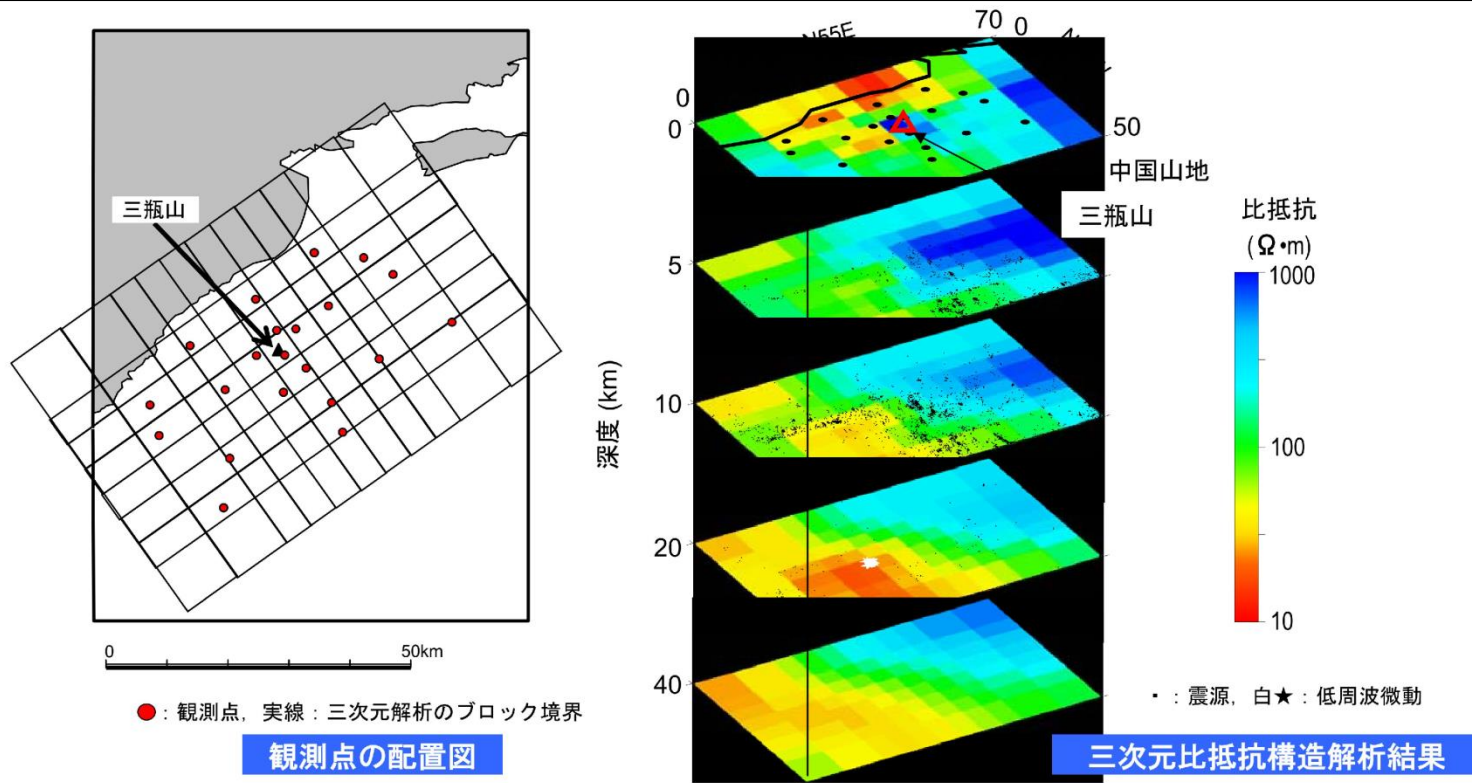 三瓶山
0
50km
：観測点，実線：三次元解析のブロック境界
観測点の配置図
N55E
70
0
0
0
50
中国山地
三瓶山
5
10
20
40
深度 (km)
比抵抗
(Ω・m)
1000
100
10
：震源，白★：低周波微動
三次元比抵抗構造解析結果